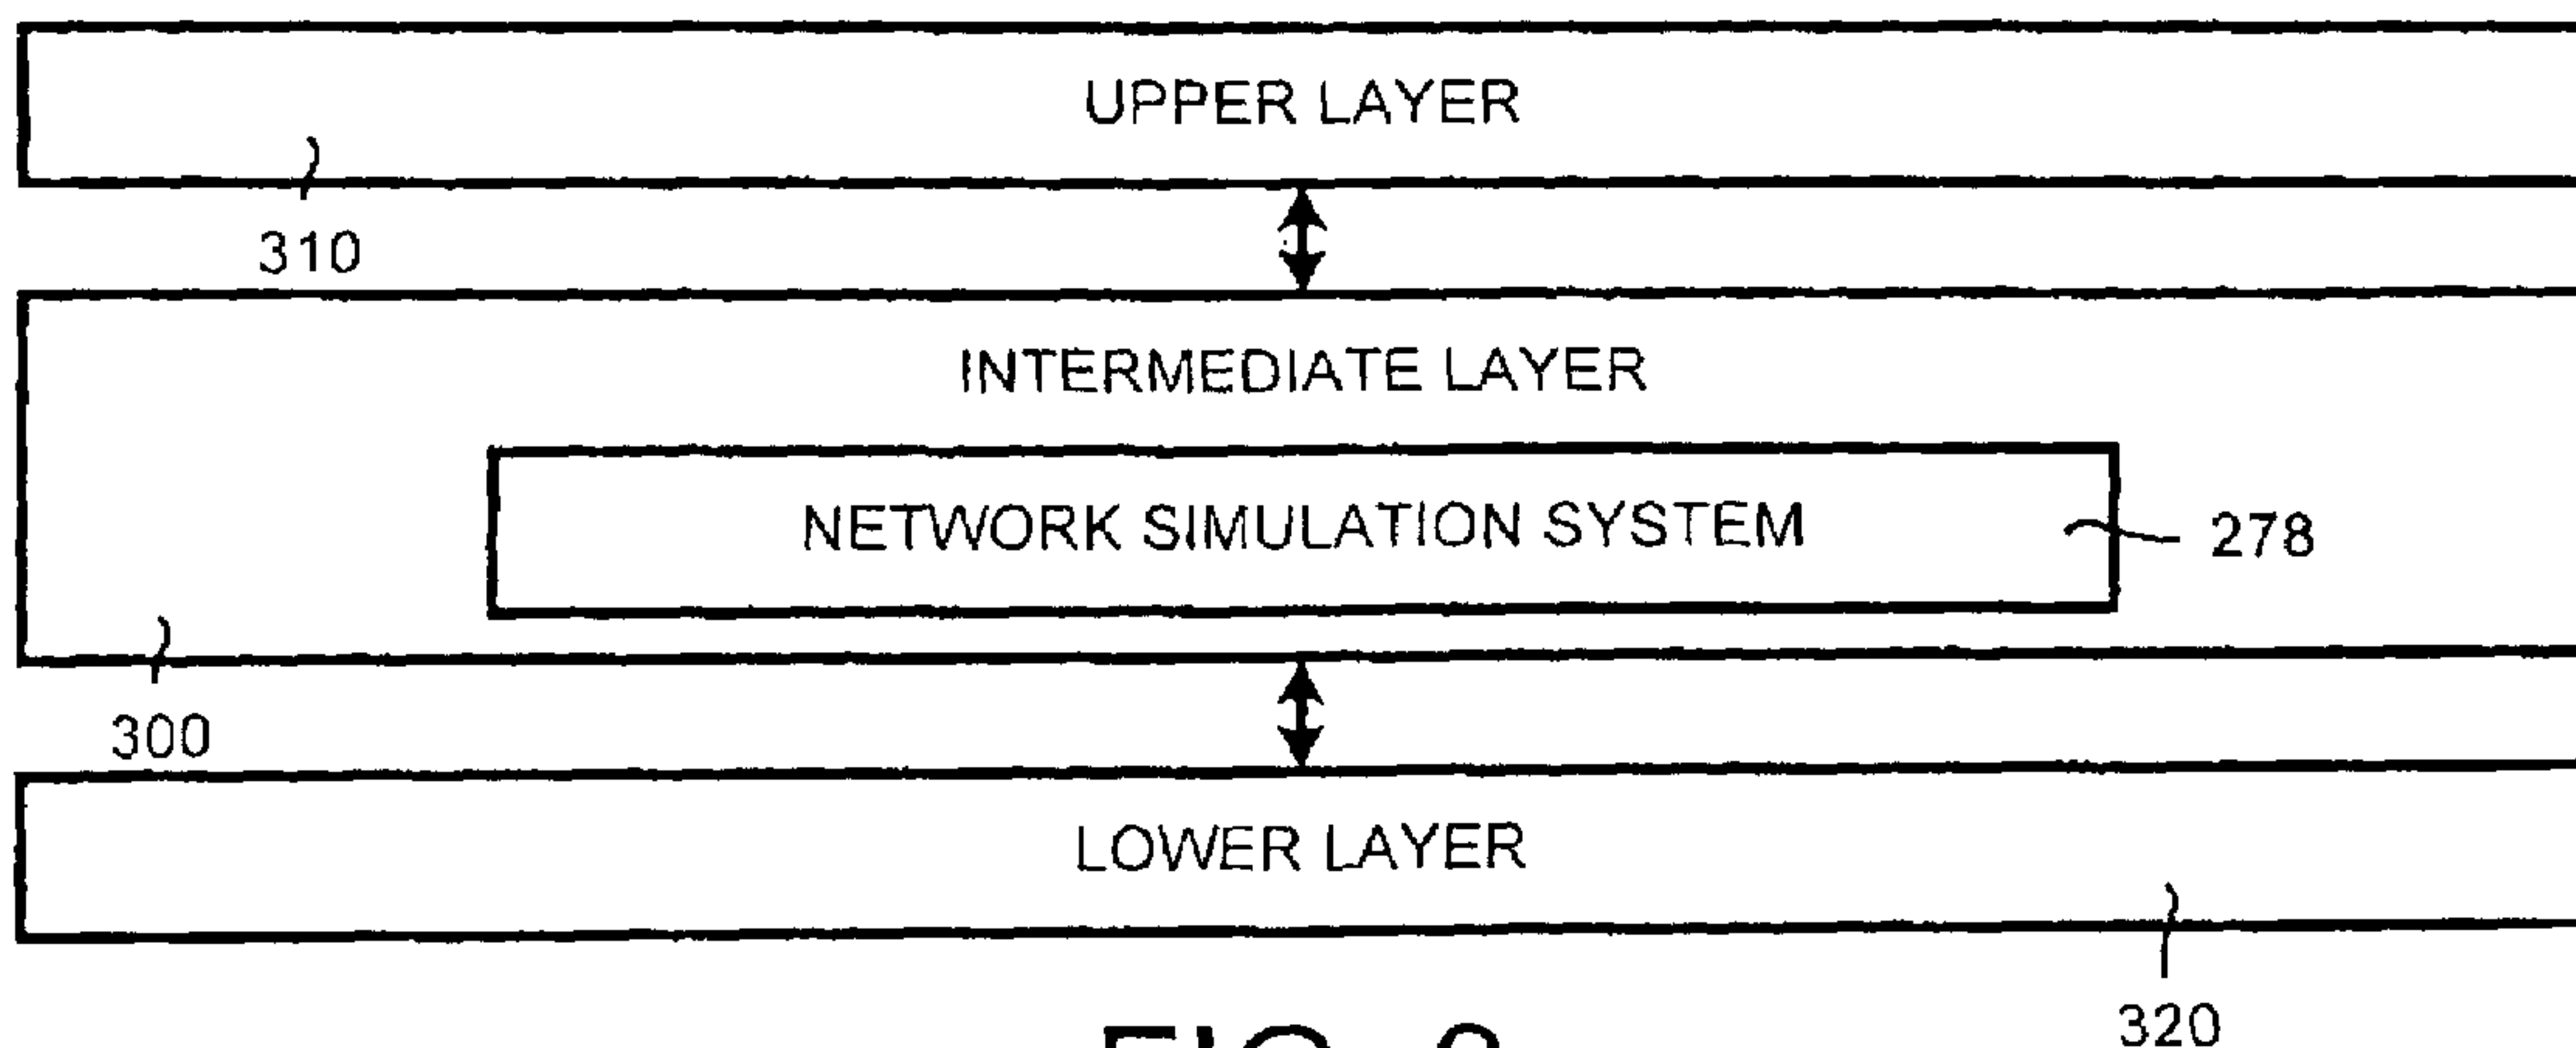 UPPER LAYER
310
INTERMEDIATE LAYER
NETWORK SIMULATION SYSTEM
278
300
LOWER LAYER
320